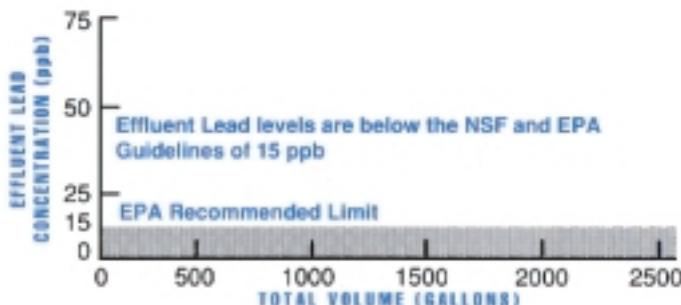 EFFLUENT LEAD
CONCENTRATION (ppb)
75
50
25
15
0
Effluent Lead levels are below the NSF and EPA
Guidelines of 15 ppb
EPA Recommended Limit
0 500 1000 1500 2000 2500
TOTAL VOLUME (GALLONS)